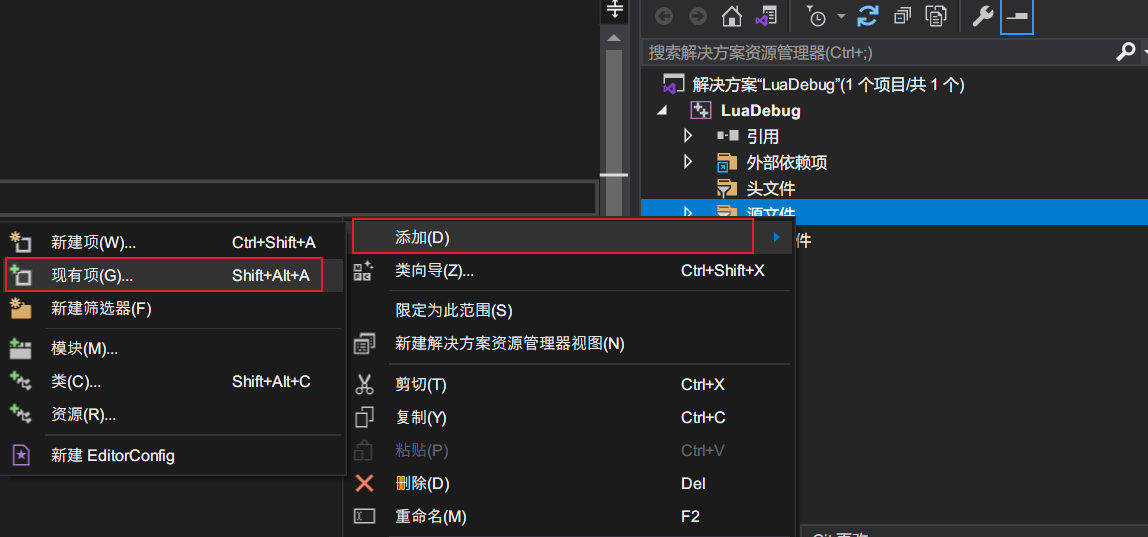 搜索解决方案资源管理器(Ctrl+;)
解决方案“LuaDebug”(1 个项目/共 1 个)
LuaDebug
引用
外部依赖项
头文件
源文件
件
新建项(W)... Ctrl+Shift+A
现有项(G)... Shift+Alt+A
新建筛选器(F)
模块(M)...
类(C)... Shift+Alt+C
资源(R)...
新建 EditorConfig
添加(D)
类向导(Z)... Ctrl+Shift+X
限定为此范围(S)
新建解决方案资源管理器视图(N)
剪切(T) Ctrl+X
复制(Y) Ctrl+C
粘贴(P) Ctrl+V
删除(D) Del
重命名(M) F2
Git 更改